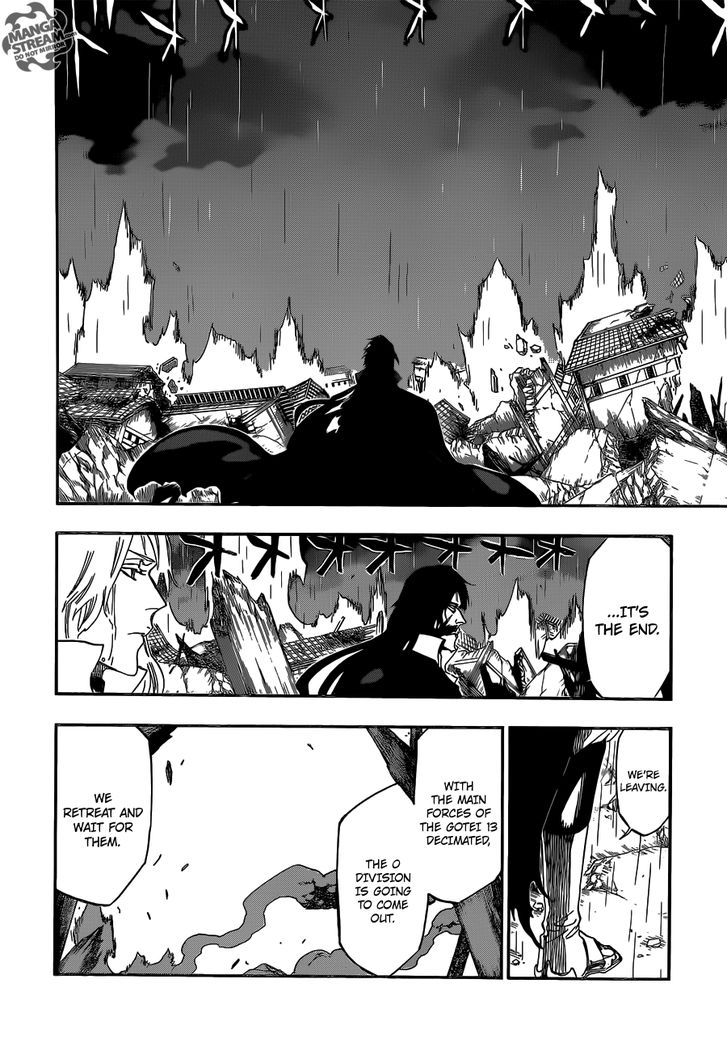 MANGA
STREAM.com
DO NOT MIRROR
...IT'S
THE END.
WE'RE
LEAVING.
WITH
THE MAIN
FORCES OF
THE GOTEI 13
DECIMATED,
THE 0
DIVISION
IS GOING
TO COME
OUT.
WE
RETREAT AND
WAIT FOR
THEM.